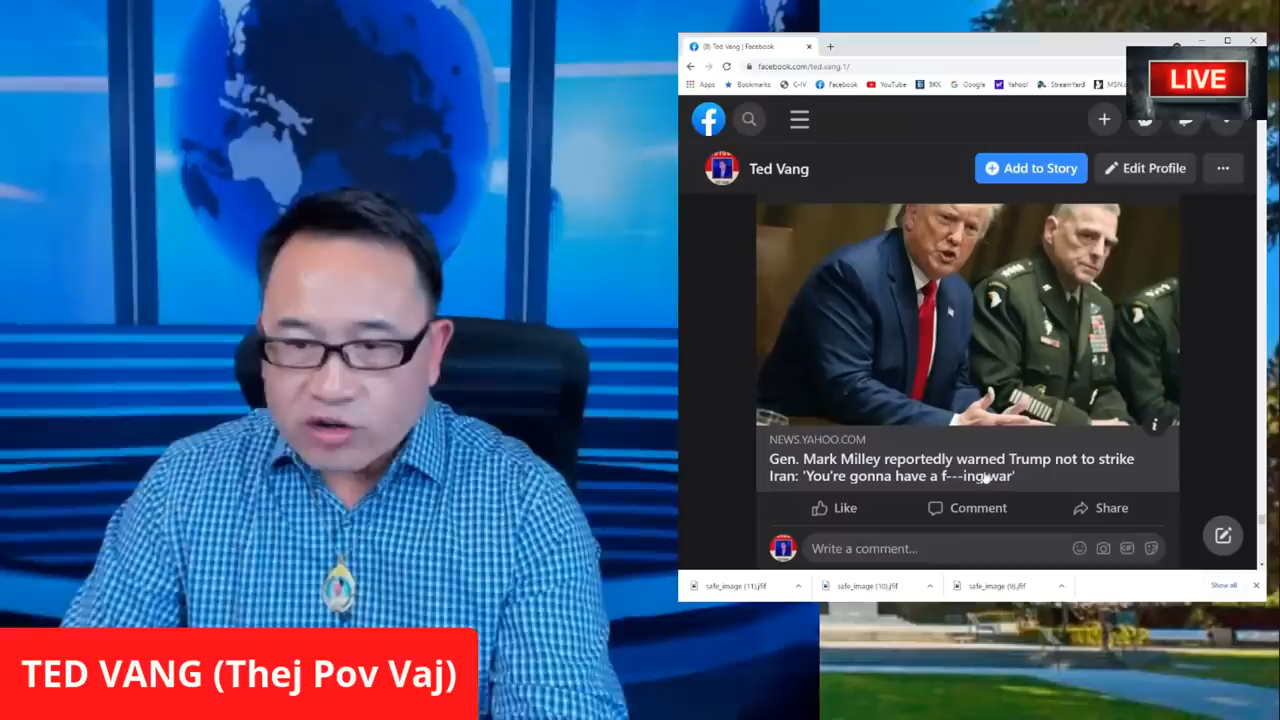 (8) Ted Vang | Facebook
facebook.com/ted.vang.1/
Apps
Bookmarks
Facebook
YouTube
BKK
Google
Yahoo!
StreamYard
LIVE
Ted Vang
Add to Story
Edit Profile
NEWS.YAHOO.COM
Gen. Mark Milley reportedly warned Trump not to strike
Iran: 'You're gonna have a f---ing war'
Like
Comment
Share
Write a comment...
GIF
safe_image (11).jfif
safe_image (10).jfif
safe_image (9).jfif
Show all
TED VANG (Thej Pov Vaj)